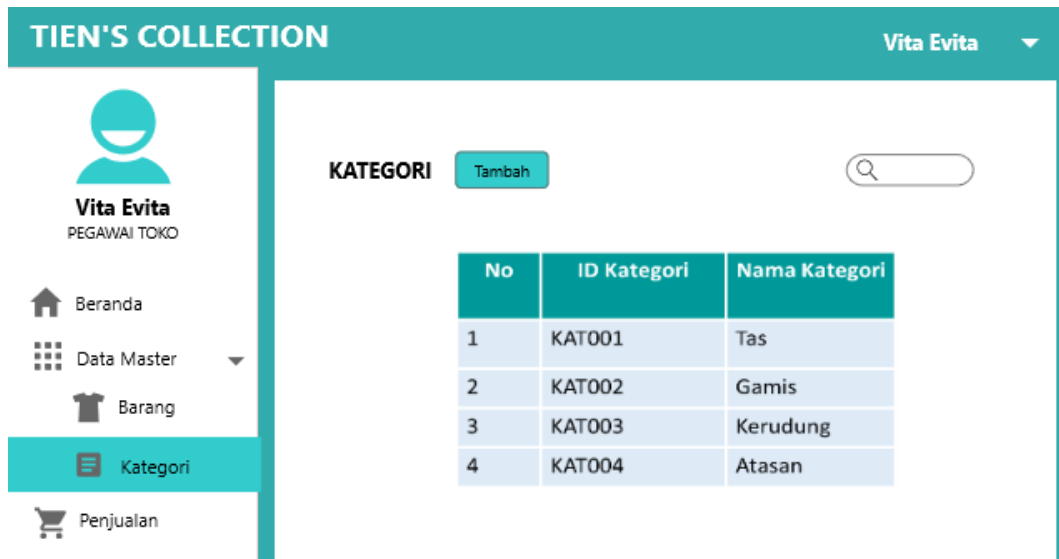 TIEN'S COLLECTION
Vita Evita
Vita Evita
PEGAWAI TOKO
Beranda
Data Master
Barang
Kategori
Penjualan
KATEGORI Tambah
No ID Kategori Nama Kategori
1 KAT001 Tas
2 KAT002 Gamis
3 KAT003 Kerudung
4 KAT004 Atasan